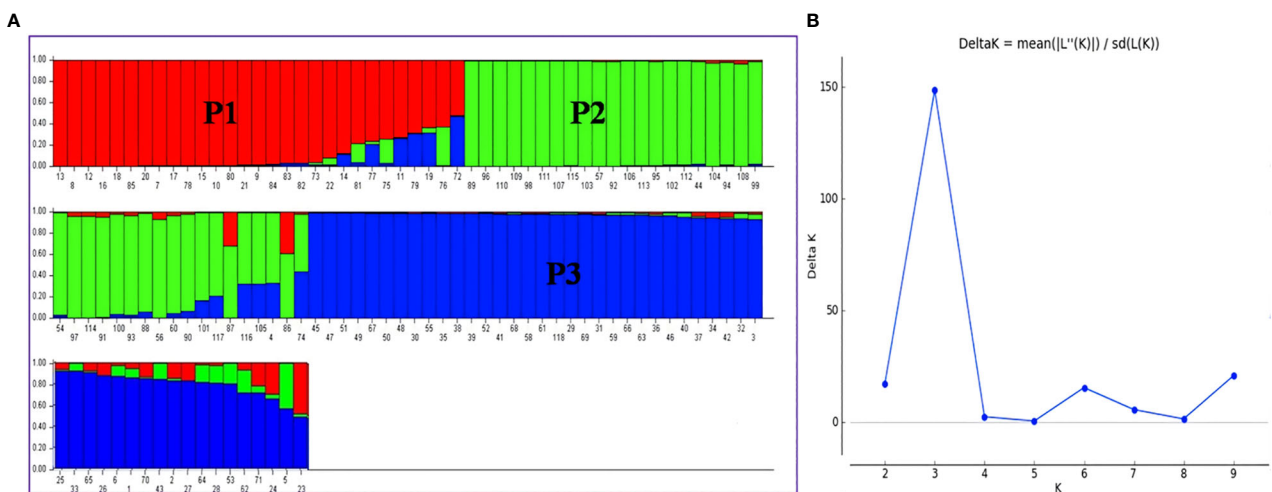 A
1.00
0.80
0.60
0.40
0.20
0.00
P1
P2
13 12 18 20 17 15 80 9 83 73 14 77 11 19 72 96 109 111 115 57 106 95 112 104 108
8 16 85 7 78 10 21 84 82 22 81 75 79 76 89 110 98 107 103 92 113 102 44 94 99
1.00
0.80
0.60
0.40
0.20
0.00
P3
54 114 100 88 60 101 87 105 86 45 51 67 48 55 38 52 68 61 29 31 66 36 40 34 32
97 91 93 56 90 117 116 4 74 47 49 50 30 35 39 41 58 118 69 59 63 46 37 42 3
1.00
0.80
0.60
0.40
0.20
0.00
25 65 6 70 2 64 53 71 5
33 26 1 43 27 28 62 24 23
B
DeltaK = mean(|L''(K)|) / sd(L(K))
150
100
50
0
Delta K
2 3 4 5 6 7 8 9
K